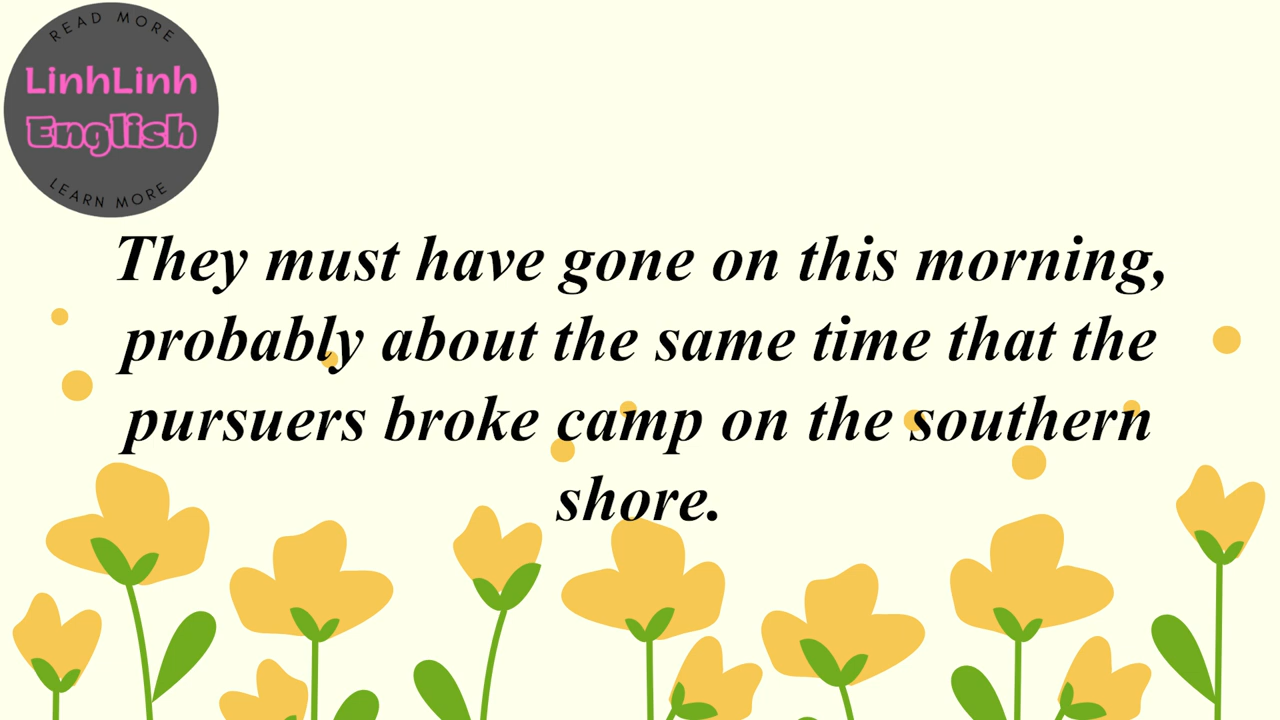 READ MORE
LinhLinh
English
LEARN MORE
They must have gone on this morning,
probably about the same time that the
pursuers broke camp on the southern
shore.